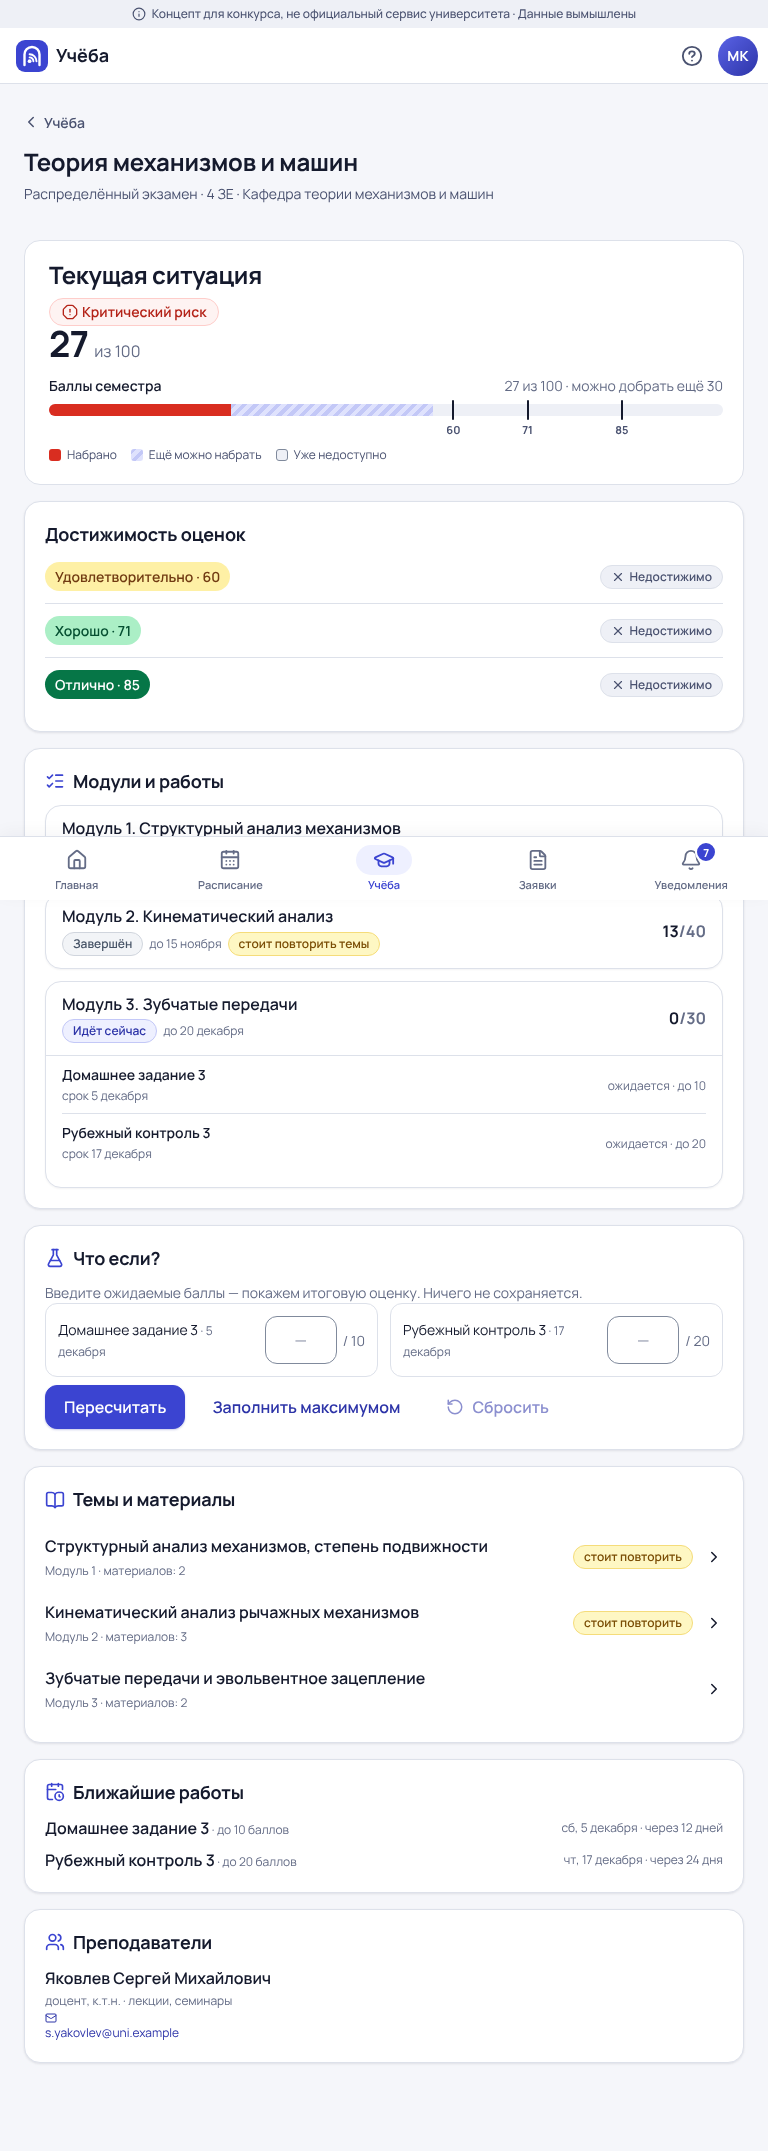 Концепт для конкурса, не официальный сервис университета · Данные вымышлены
Учёба
МК
Учёба
Теория механизмов и машин
Распределённый экзамен · 4 ЗЕ · Кафедра теории механизмов и машин
Текущая ситуация
Критический риск
27 из 100
Баллы семестра
27 из 100 · можно добрать ещё 30
60
71
85
Набрано
Ещё можно набрать
Уже недоступно
Достижимость оценок
Удовлетворительно · 60
Недостижимо
Хорошо · 71
Недостижимо
Отлично · 85
Недостижимо
Модули и работы
Модуль 1. Структурный анализ механизмов
Главная
Расписание
Учёба
Заявки
7
Уведомления
Модуль 2. Кинематический анализ
Завершён
до 15 ноября
стоит повторить темы
13/40
Модуль 3. Зубчатые передачи
Идёт сейчас
до 20 декабря
0/30
Домашнее задание 3
срок 5 декабря
ожидается · до 10
Рубежный контроль 3
срок 17 декабря
ожидается · до 20
Что если?
Введите ожидаемые баллы — покажем итоговую оценку. Ничего не сохраняется.
Домашнее задание 3 · 5
декабря
—
/ 10
Рубежный контроль 3 · 17
декабря
—
/ 20
Пересчитать
Заполнить максимумом
Сбросить
Темы и материалы
Структурный анализ механизмов, степень подвижности
Модуль 1 · материалов: 2
стоит повторить
Кинематический анализ рычажных механизмов
Модуль 2 · материалов: 3
стоит повторить
Зубчатые передачи и эвольвентное зацепление
Модуль 3 · материалов: 2
Ближайшие работы
Домашнее задание 3 · до 10 баллов
сб, 5 декабря · через 12 дней
Рубежный контроль 3 · до 20 баллов
чт, 17 декабря · через 24 дня
Преподаватели
Яковлев Сергей Михайлович
доцент, к.т.н. · лекции, семинары
s.yakovlev@uni.example